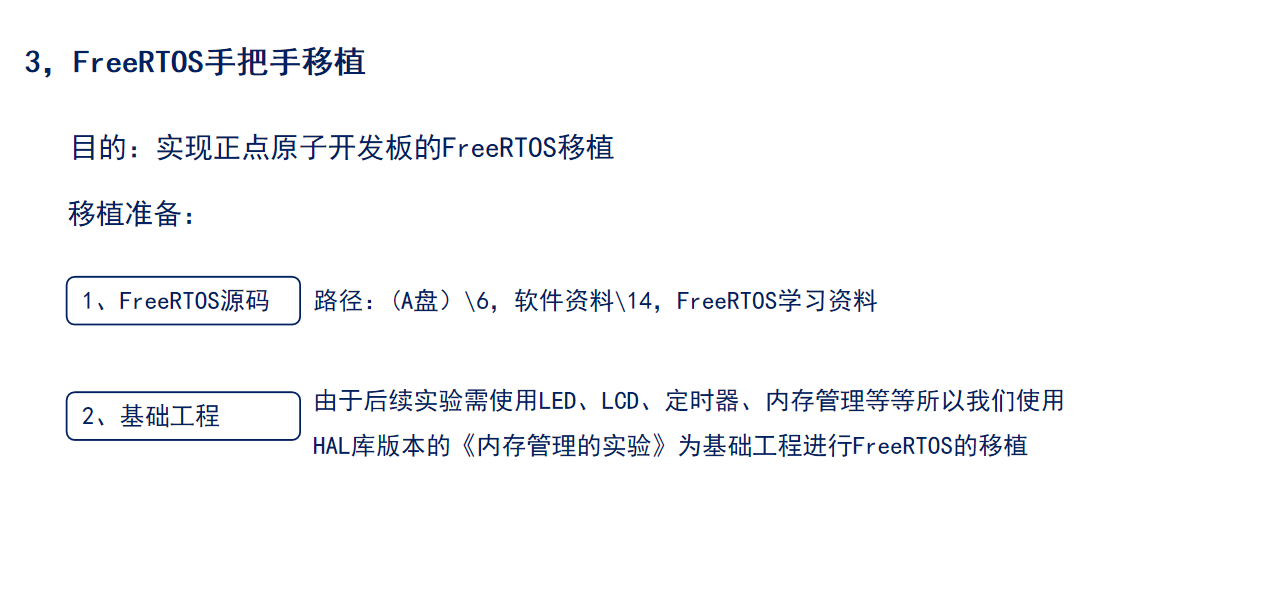 3，FreeRTOS手把手移植
目的：实现正点原子开发板的FreeRTOS移植
移植准备：
1、FreeRTOS源码
路径：（A盘）\6，软件资料\14，FreeRTOS学习资料
2、基础工程
由于后续实验需使用LED、LCD、定时器、内存管理等等所以我们使用
HAL库版本的《内存管理的实验》为基础工程进行FreeRTOS的移植